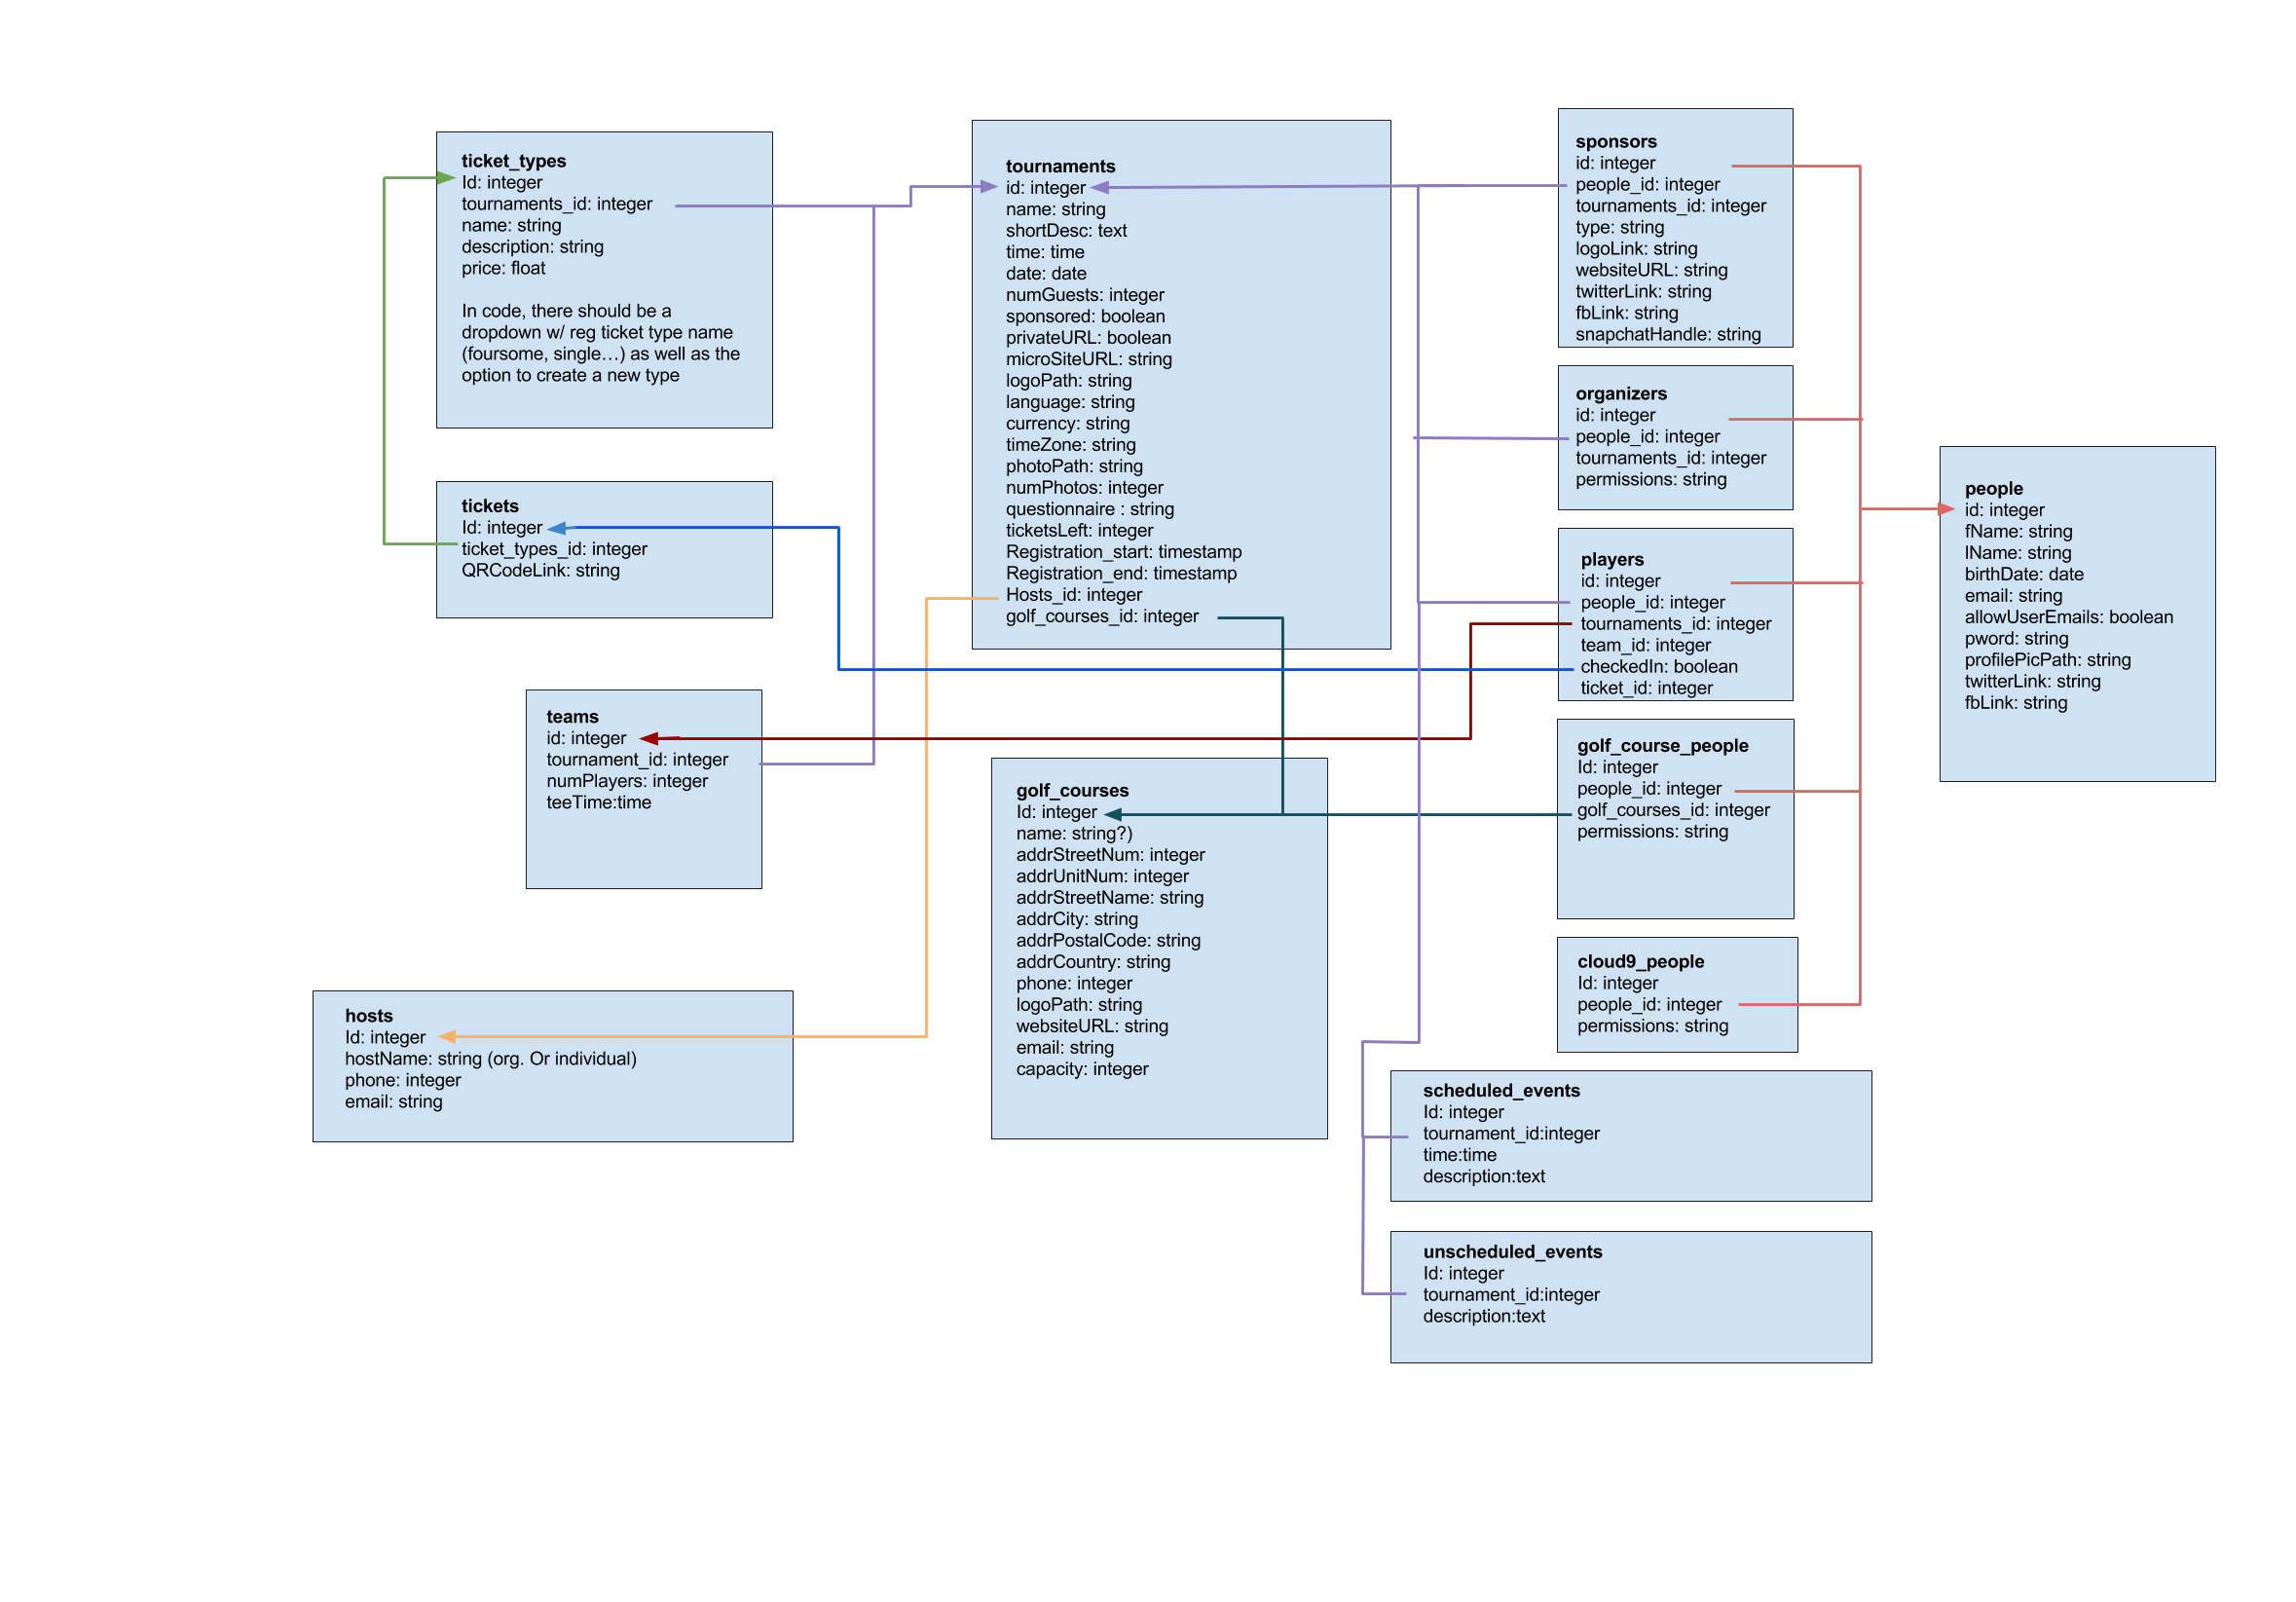 ticket_types
Id: integer
tournaments_id: integer
name: string
description: string
price: float
In code, there should be a
dropdown w/ reg ticket type name
(foursome, single…) as well as the
option to create a new type
tickets
Id: integer
ticket_types_id: integer
QRCodeLink: string
teams
id: integer
tournament_id: integer
numPlayers: integer
teeTime:time
hosts
Id: integer
hostName: string (org. Or individual)
phone: integer
email: string
tournaments
id: integer
name: string
shortDesc: text
time: time
date: date
numGuests: integer
sponsored: boolean
privateURL: boolean
microSiteURL: string
logoPath: string
language: string
currency: string
timeZone: string
photoPath: string
numPhotos: integer
questionnaire : string
ticketsLeft: integer
Registration_start: timestamp
Registration_end: timestamp
Hosts_id: integer
golf_courses_id: integer
golf_courses
Id: integer
name: string?)
addrStreetNum: integer
addrUnitNum: integer
addrStreetName: string
addrCity: string
addrPostalCode: string
addrCountry: string
phone: integer
logoPath: string
websiteURL: string
email: string
capacity: integer
sponsors
id: integer
people_id: integer
tournaments_id: integer
type: string
logoLink: string
websiteURL: string
twitterLink: string
fbLink: string
snapchatHandle: string
organizers
id: integer
people_id: integer
tournaments_id: integer
permissions: string
players
id: integer
people_id: integer
tournaments_id: integer
team_id: integer
checkedIn: boolean
ticket_id: integer
golf_course_people
Id: integer
people_id: integer
golf_courses_id: integer
permissions: string
cloud9_people
Id: integer
people_id: integer
permissions: string
scheduled_events
Id: integer
tournament_id:integer
time:time
description:text
unscheduled_events
Id: integer
tournament_id:integer
description:text
people
id: integer
fName: string
lName: string
birthDate: date
email: string
allowUserEmails: boolean
pword: string
profilePicPath: string
twitterLink: string
fbLink: string